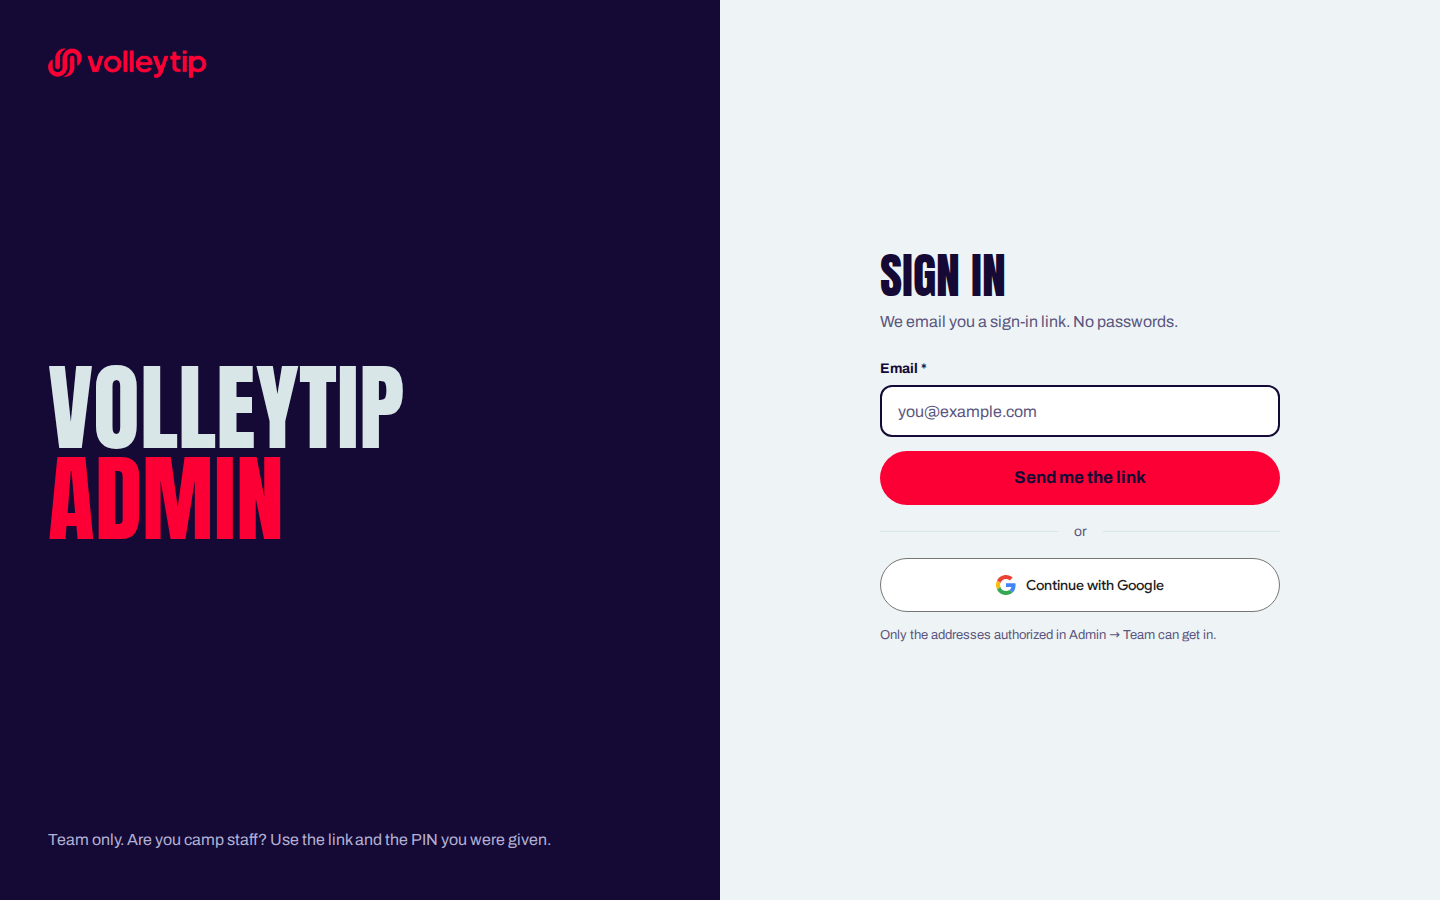 volleytip
VOLLEYTIP
ADMIN
Team only. Are you camp staff? Use the link and the PIN you were given.
SIGN IN
We email you a sign-in link. No passwords.
Email *
you@example.com
Send me the link
or
Continue with Google
Only the addresses authorized in Admin → Team can get in.